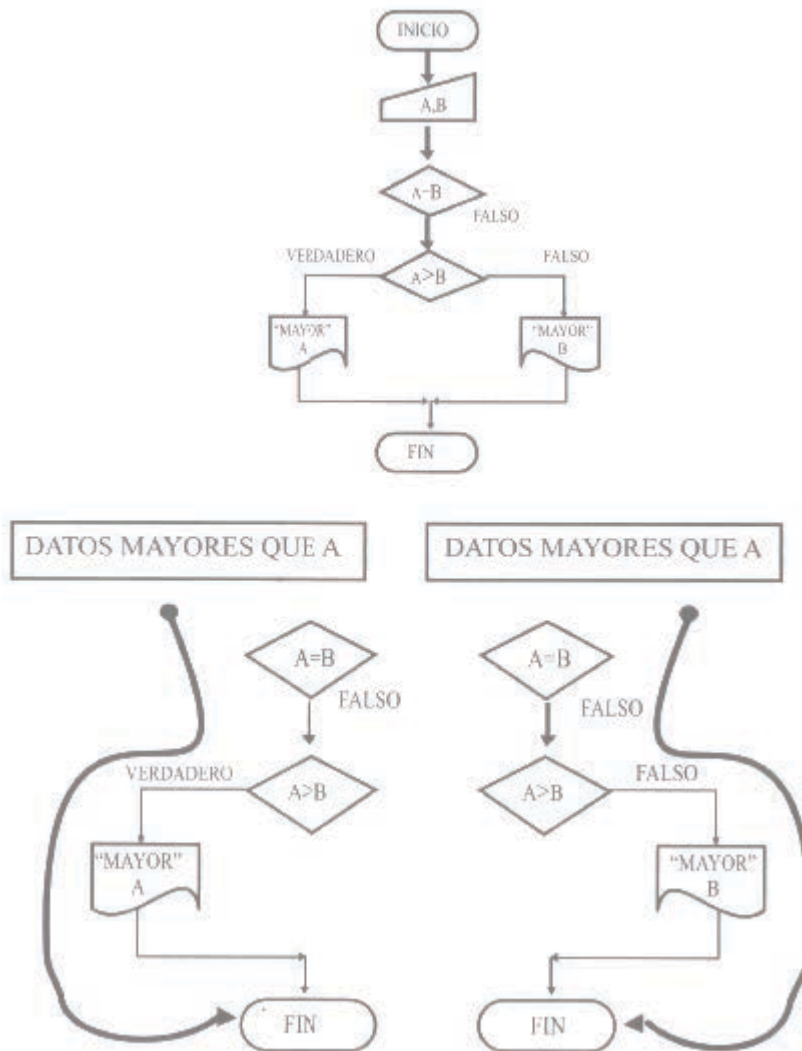 INICIO
A,B
A=B
FALSO
VERDADERO
FALSO
A>B
"MAYOR"
A
"MAYOR"
B
FIN
DATOS MAYORES QUE A
DATOS MAYORES QUE A
A=B
FALSO
VERDADERO
A>B
"MAYOR"
A
FIN
A=B
FALSO
A>B
FALSO
"MAYOR"
B
FIN